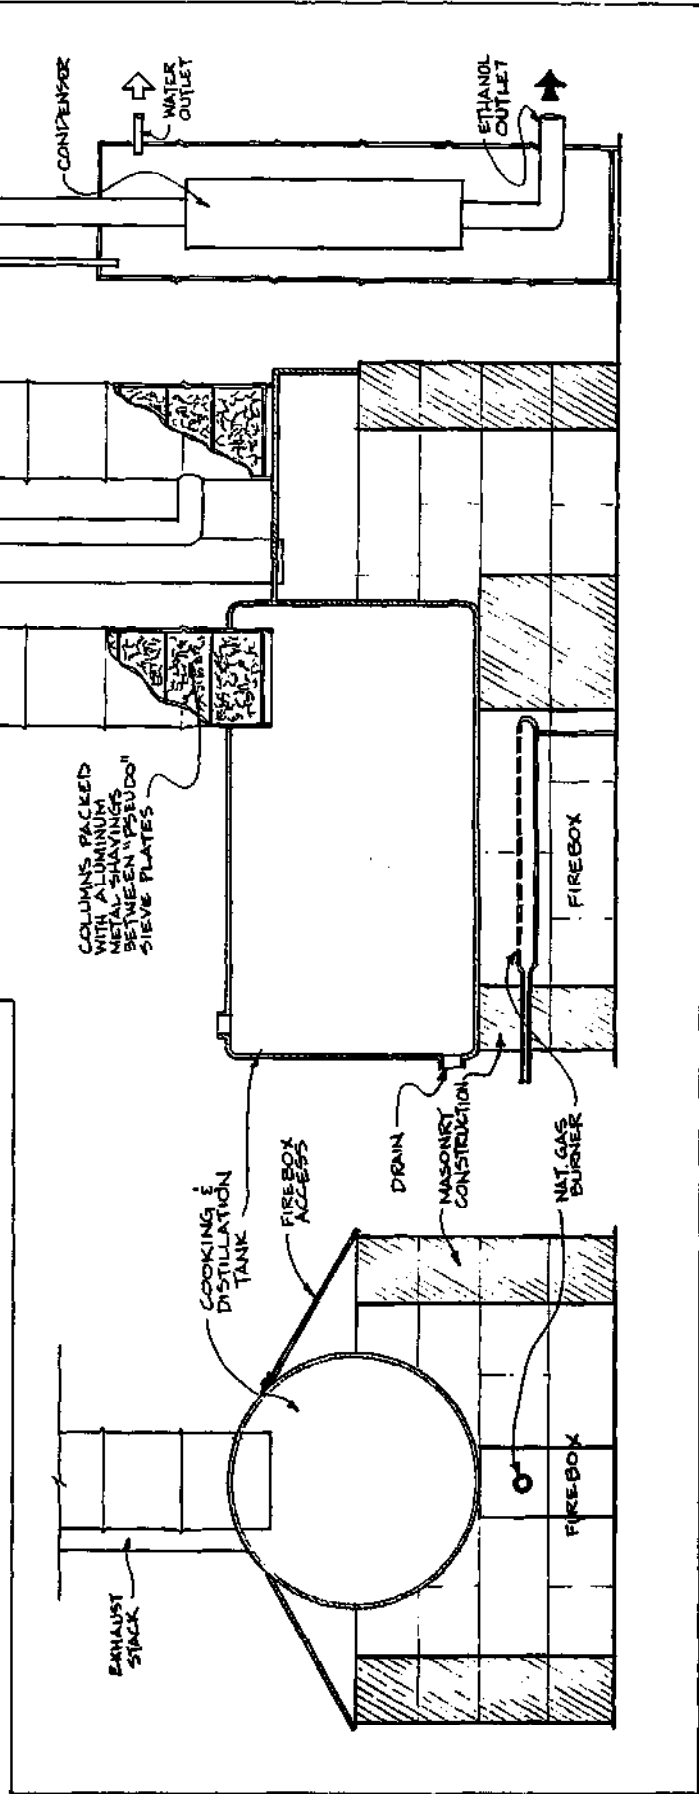 CONDENSER
WATER
OUTLET
ETHANOL
OUTLET
COLUMNS PACKED
WITH ALUMINUM
METAL SHAVINGS
BETWEEN "PSEUDO"
SIEVE PLATES
FIREBOX
DRAIN
MASONRY
CONSTRUCTION
NAT GAS
BURNER
FIREBOX
ACCESS
COOKING &
DISTILLATION
TANK
EXHAUST
STACK
FIREBOX